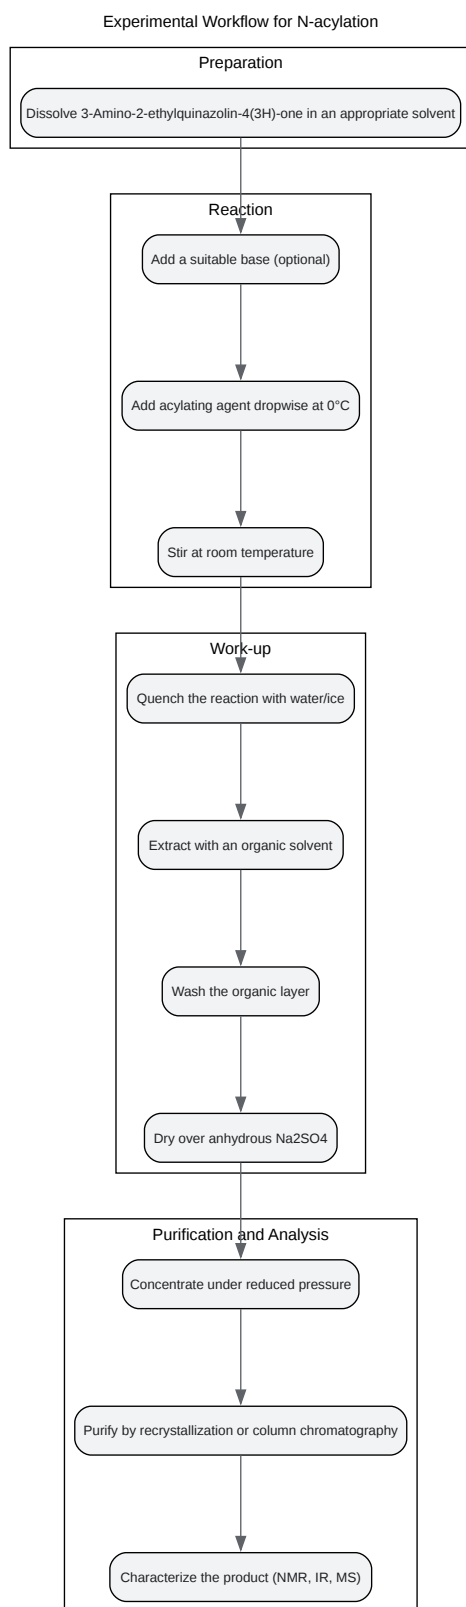 Experimental Workflow for N-acylation
Preparation
Dissolve 3-Amino-2-ethylquinazolin-4(3H)-one in an appropriate solvent
Reaction
Add a suitable base (optional)
Add acylating agent dropwise at 0°C
Stir at room temperature
Work-up
Quench the reaction with water/ice
Extract with an organic solvent
Wash the organic layer
Dry over anhydrous Na2SO4
Purification and Analysis
Concentrate under reduced pressure
Purify by recrystallization or column chromatography
Characterize the product (NMR, IR, MS)